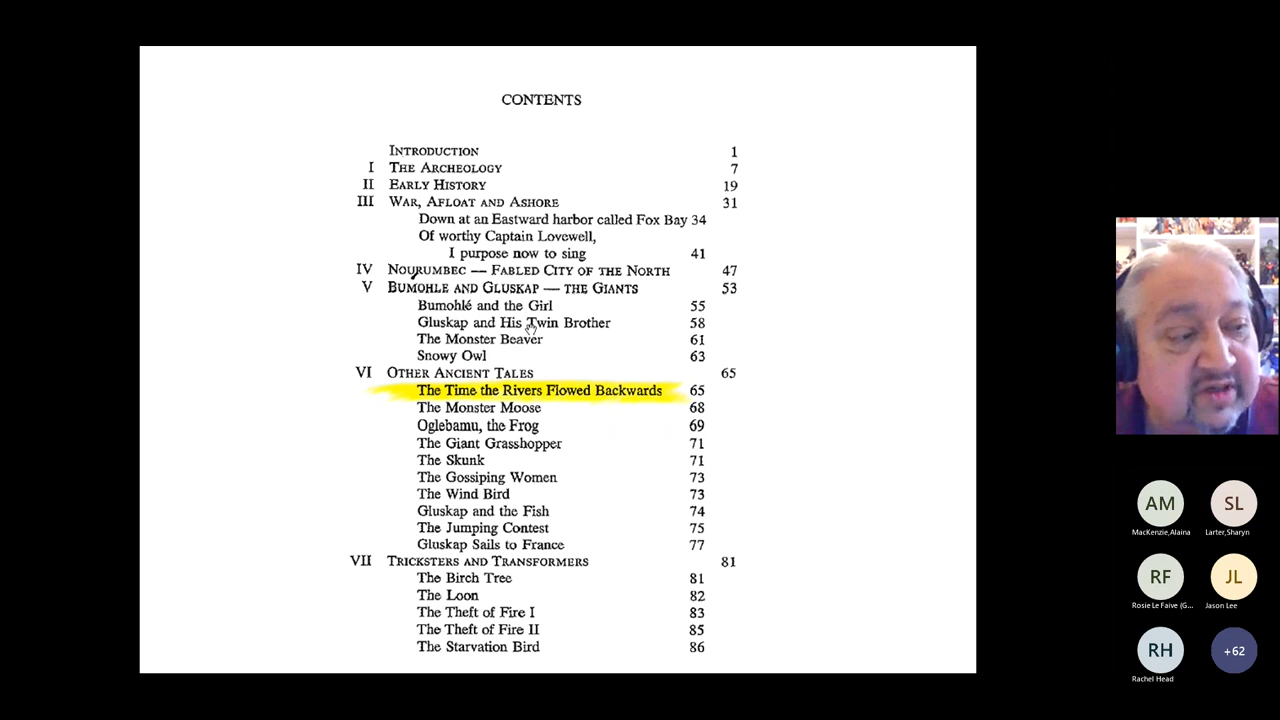 CONTENTS
INTRODUCTION 1
I THE ARCHEOLOGY 7
II EARLY HISTORY 19
III WAR, AFLOAT AND ASHORE 31
Down at an Eastward harbor called Fox Bay 34
Of worthy Captain Lovewell,
I purpose now to sing 41
IV NOURUMBEC — FABLED CITY OF THE NORTH 47
V BUMOHLE AND GLUSKAP — THE GIANTS 53
Bumohlé and the Girl 55
Gluskap and His Twin Brother 58
The Monster Beaver 61
Snowy Owl 63
VI OTHER ANCIENT TALES 65
The Time the Rivers Flowed Backwards 65
The Monster Moose 68
Oglebamu, the Frog 69
The Giant Grasshopper 71
The Skunk 71
The Gossiping Women 73
The Wind Bird 73
Gluskap and the Fish 74
The Jumping Contest 75
Gluskap Sails to France 77
VII TRICKSTERS AND TRANSFORMERS 81
The Birch Tree 81
The Loon 82
The Theft of Fire I 83
The Theft of Fire II 85
The Starvation Bird 86
AM SL
MacKenzie,Alaina Larter,Sharyn
RF JL
Rosie Le Faive (G... Jason Lee
RH +62
Rachel Head